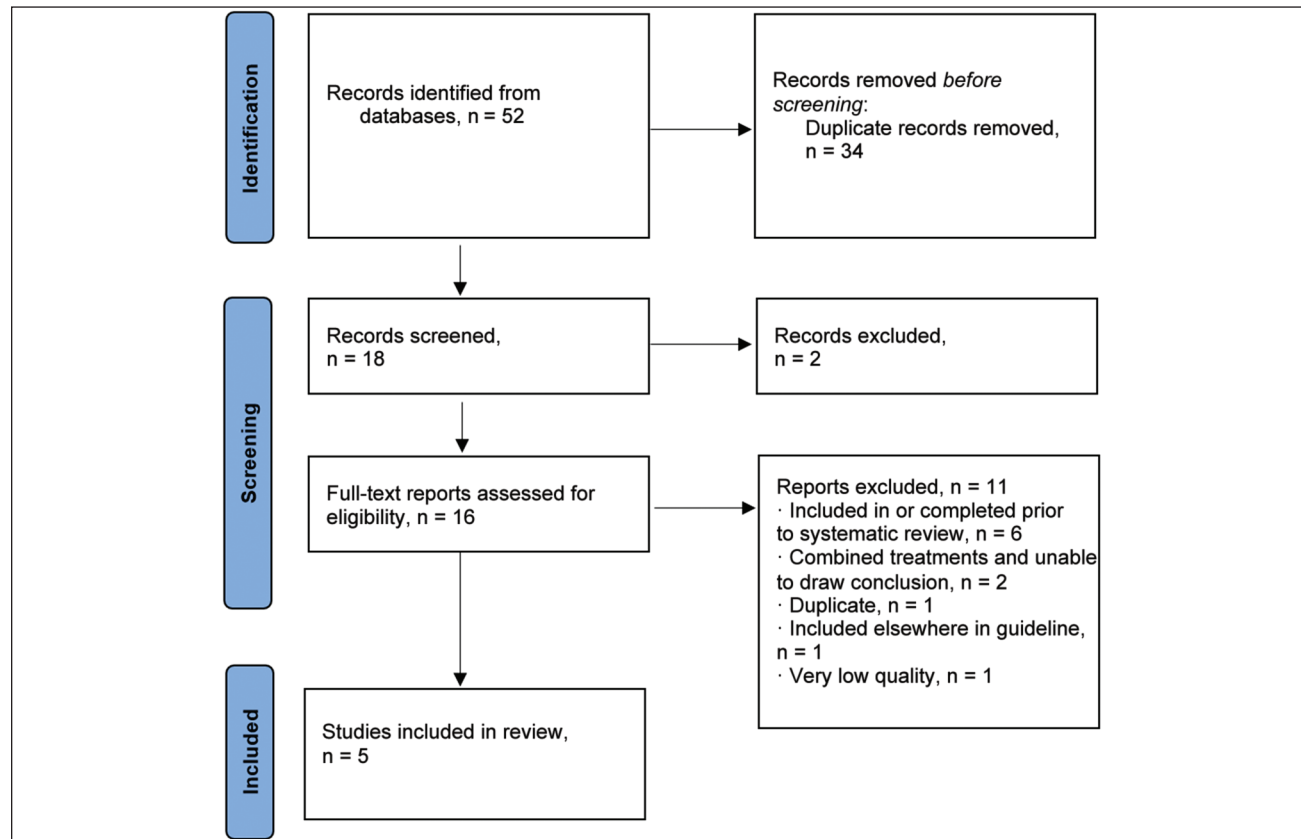 Identification
Records identified from
databases, n = 52
Records removed before
screening:
Duplicate records removed,
n = 34
Screening
Records screened,
n = 18
Records excluded,
n = 2
Full-text reports assessed for
eligibility, n = 16
Reports excluded, n = 11
· Included in or completed prior
to systematic review, n = 6
· Combined treatments and unable
to draw conclusion, n = 2
· Duplicate, n = 1
· Included elsewhere in guideline,
n = 1
· Very low quality, n = 1
Included
Studies included in review,
n = 5